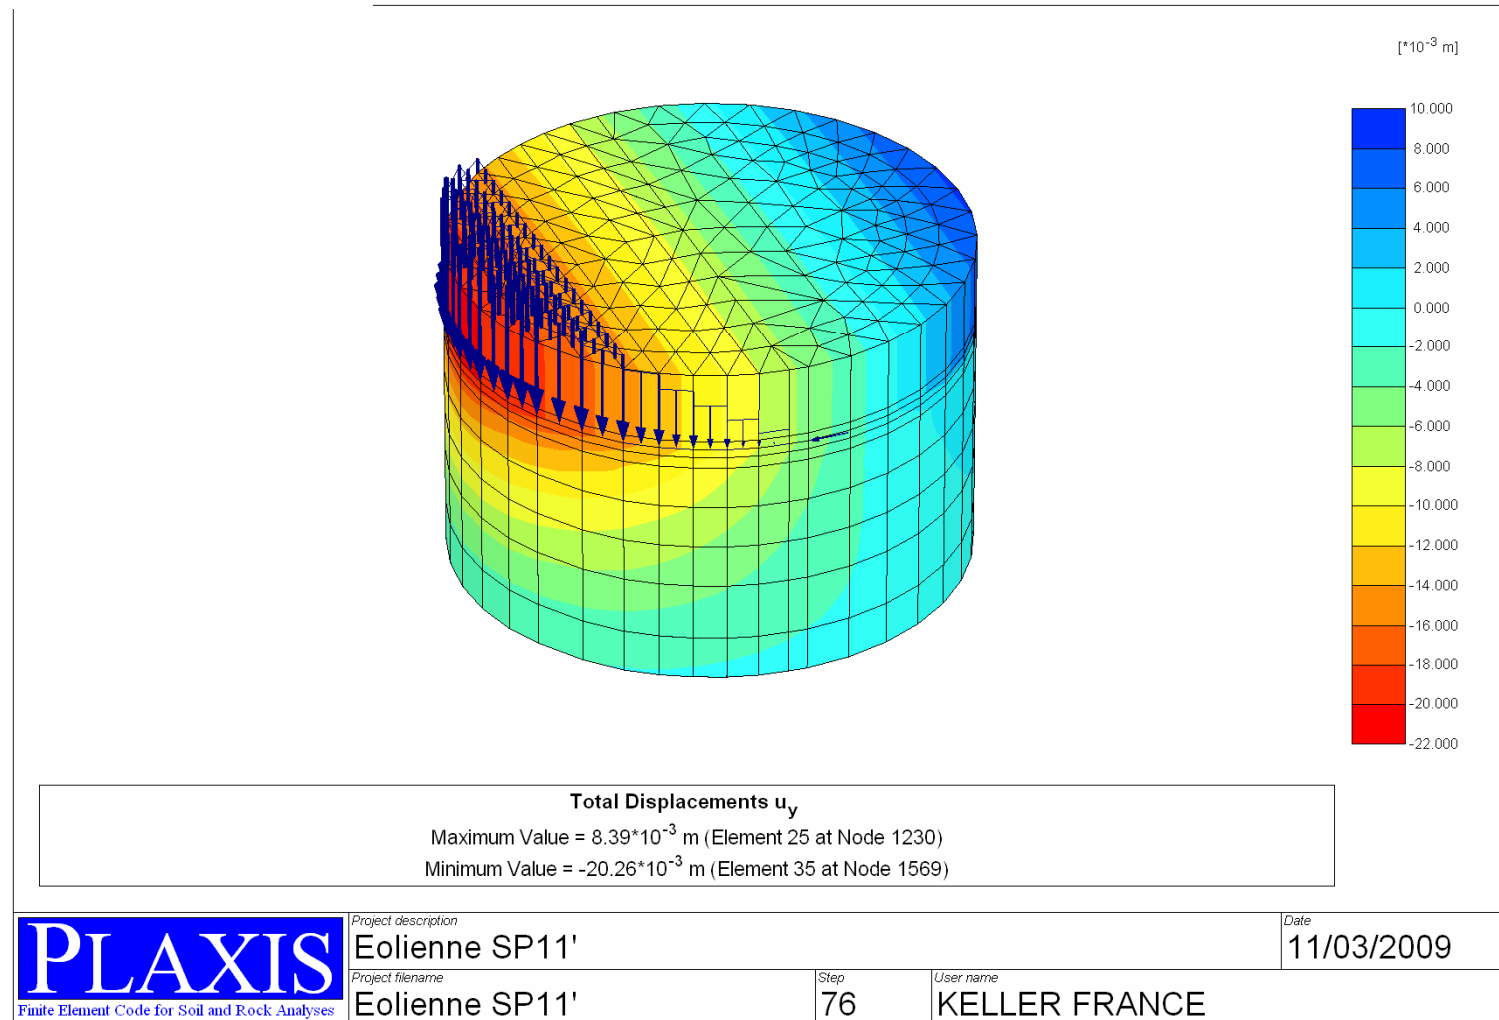 [*10-3 m]
10.000
8.000
6.000
4.000
2.000
0.000
-2.000
-4.000
-6.000
-8.000
-10.000
-12.000
-14.000
-16.000
-18.000
-20.000
-22.000
Total Displacements uy
Maximum Value = 8.39*10-3 m (Element 25 at Node 1230)
Minimum Value = -20.26*10-3 m (Element 35 at Node 1569)
PLAXIS
Finite Element Code for Soil and Rock Analyses
Project description
Eolienne SP11'
Date
11/03/2009
Project filename
Eolienne SP11'
Step
76
User name
KELLER FRANCE